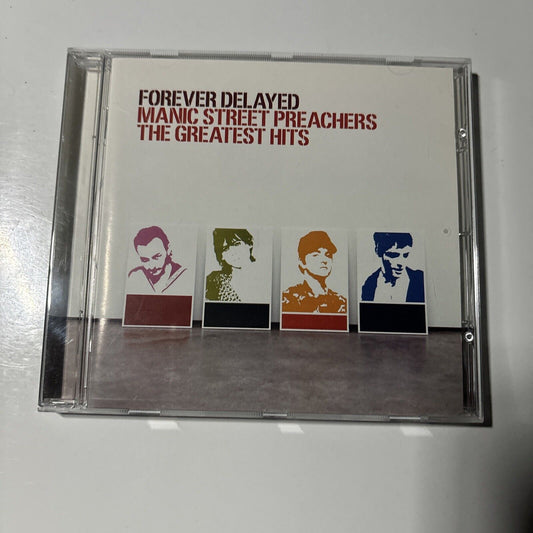 FOREVER DELAYED
MANIC STREET PREACHERS
THE GREATEST HITS